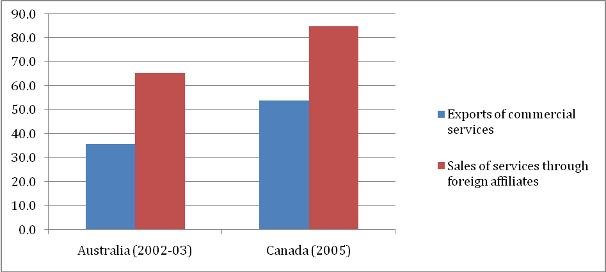 90.0
80.0
70.0
60.0
50.0
40.0
30.0
20.0
10.0
0.0
Australia (2002-03)
Canada (2005)
Exports of commercial
services
Sales of services through
foreign affiliates